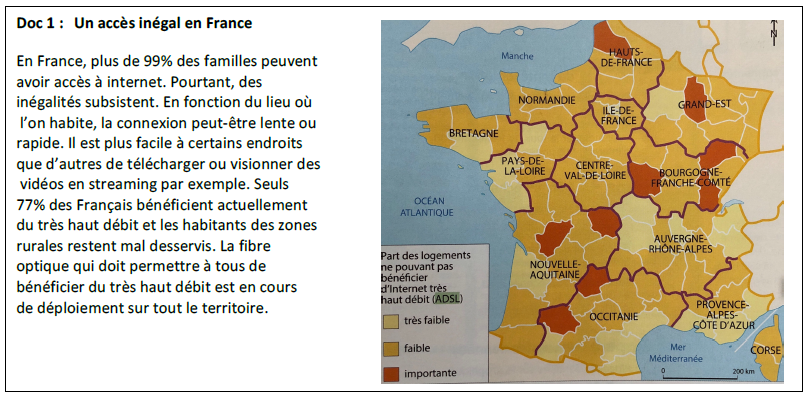 Doc 1 : Un accès inégal en France
En France, plus de 99% des familles peuvent
avoir accès à internet. Pourtant, des
inégalités subsistent. En fonction du lieu où
l'on habite, la connexion peut-être lente ou
rapide. Il est plus facile à certains endroits
que d'autres de télécharger ou visionner des
vidéos en streaming par exemple. Seuls
77% des Français bénéficient actuellement
du très haut débit et les habitants des zones
rurales restent mal desservis. La fibre
optique qui doit permettre à tous de
bénéficier du très haut débit est en cours
de déploiement sur tout le territoire.
N
Manche
HAUTS-
DE-FRANCE
NORMANDIE
ILE-DE-
FRANCE
GRAND-EST
BRETAGNE
PAYS-DE-
LA-LOIRE
CENTRE-
VAL-DE-LOIRE
BOURGOGNE-
FRANCHE-COMTÉ
OCÉAN
ATLANTIQUE
AUVERGNE-
RHÔNE-ALPES
NOUVELLE-
AQUITAINE
OCCITANIE
PROVENCE-
ALPES-
CÔTE D'AZUR
Mer
Méditerranée
CORSE
0 200 km
Part des logements
ne pouvant pas
bénéficier
d'Internet très
haut débit (ADSL)
très faible
faible
importante